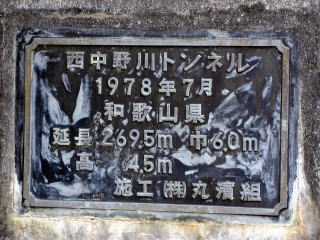 西中野川トンネル
1978年7月
和歌山県
延長269.5m 巾6.0m
高 4.5m
施工 ㈱丸濱組